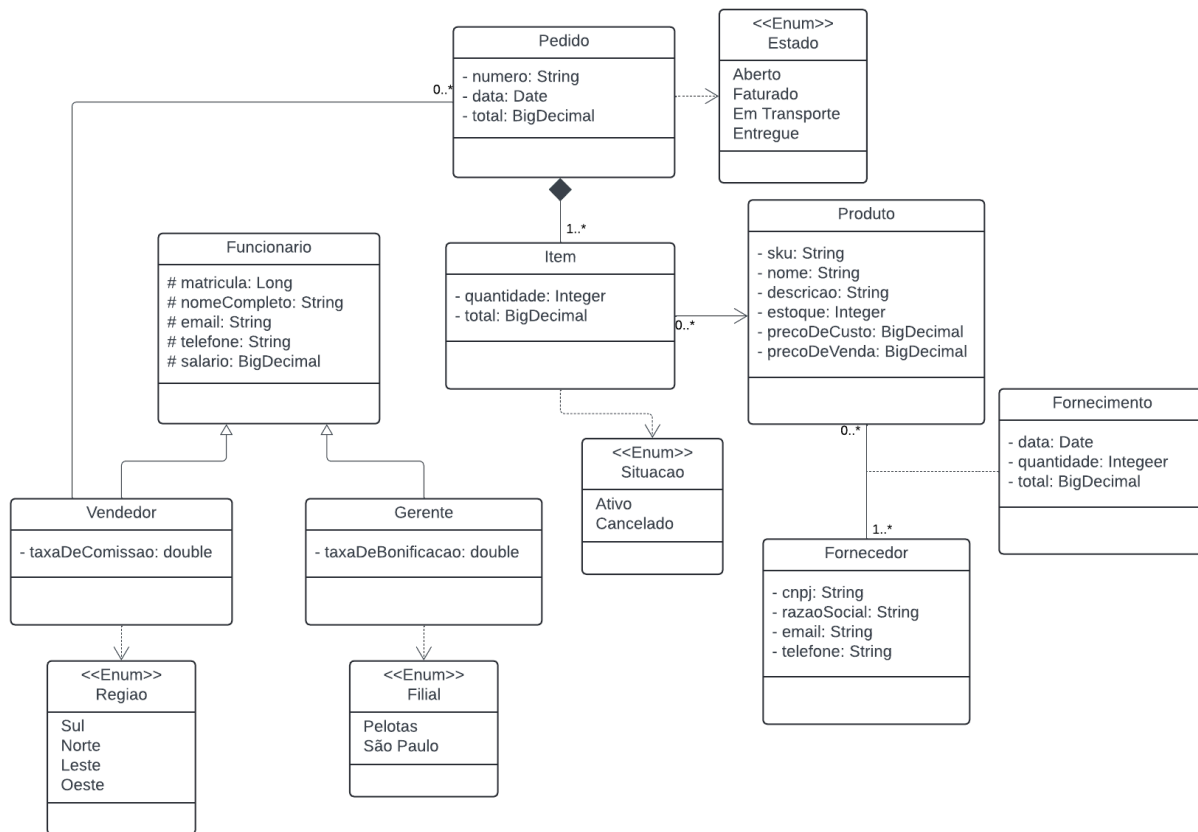 Pedido
- numero: String
- data: Date
- total: BigDecimal
0..*
<<Enum>>
Estado
Aberto
Faturado
Em Transporte
Entregue
1..*
Funcionario
# matricula: Long
# nomeCompleto: String
# email: String
# telefone: String
# salario: BigDecimal
Item
- quantidade: Integer
- total: BigDecimal
0..*
Produto
- sku: String
- nome: String
- descricao: String
- estoque: Integer
- precoDeCusto: BigDecimal
- precoDeVenda: BigDecimal
0..*
Fornecimento
- data: Date
- quantidade: Integeer
- total: BigDecimal
<<Enum>>
Situacao
Ativo
Cancelado
1..*
Vendedor
- taxaDeComissao: double
Gerente
- taxaDeBonificacao: double
Fornecedor
- cnpj: String
- razaoSocial: String
- email: String
- telefone: String
<<Enum>>
Regiao
Sul
Norte
Leste
Oeste
<<Enum>>
Filial
Pelotas
São Paulo